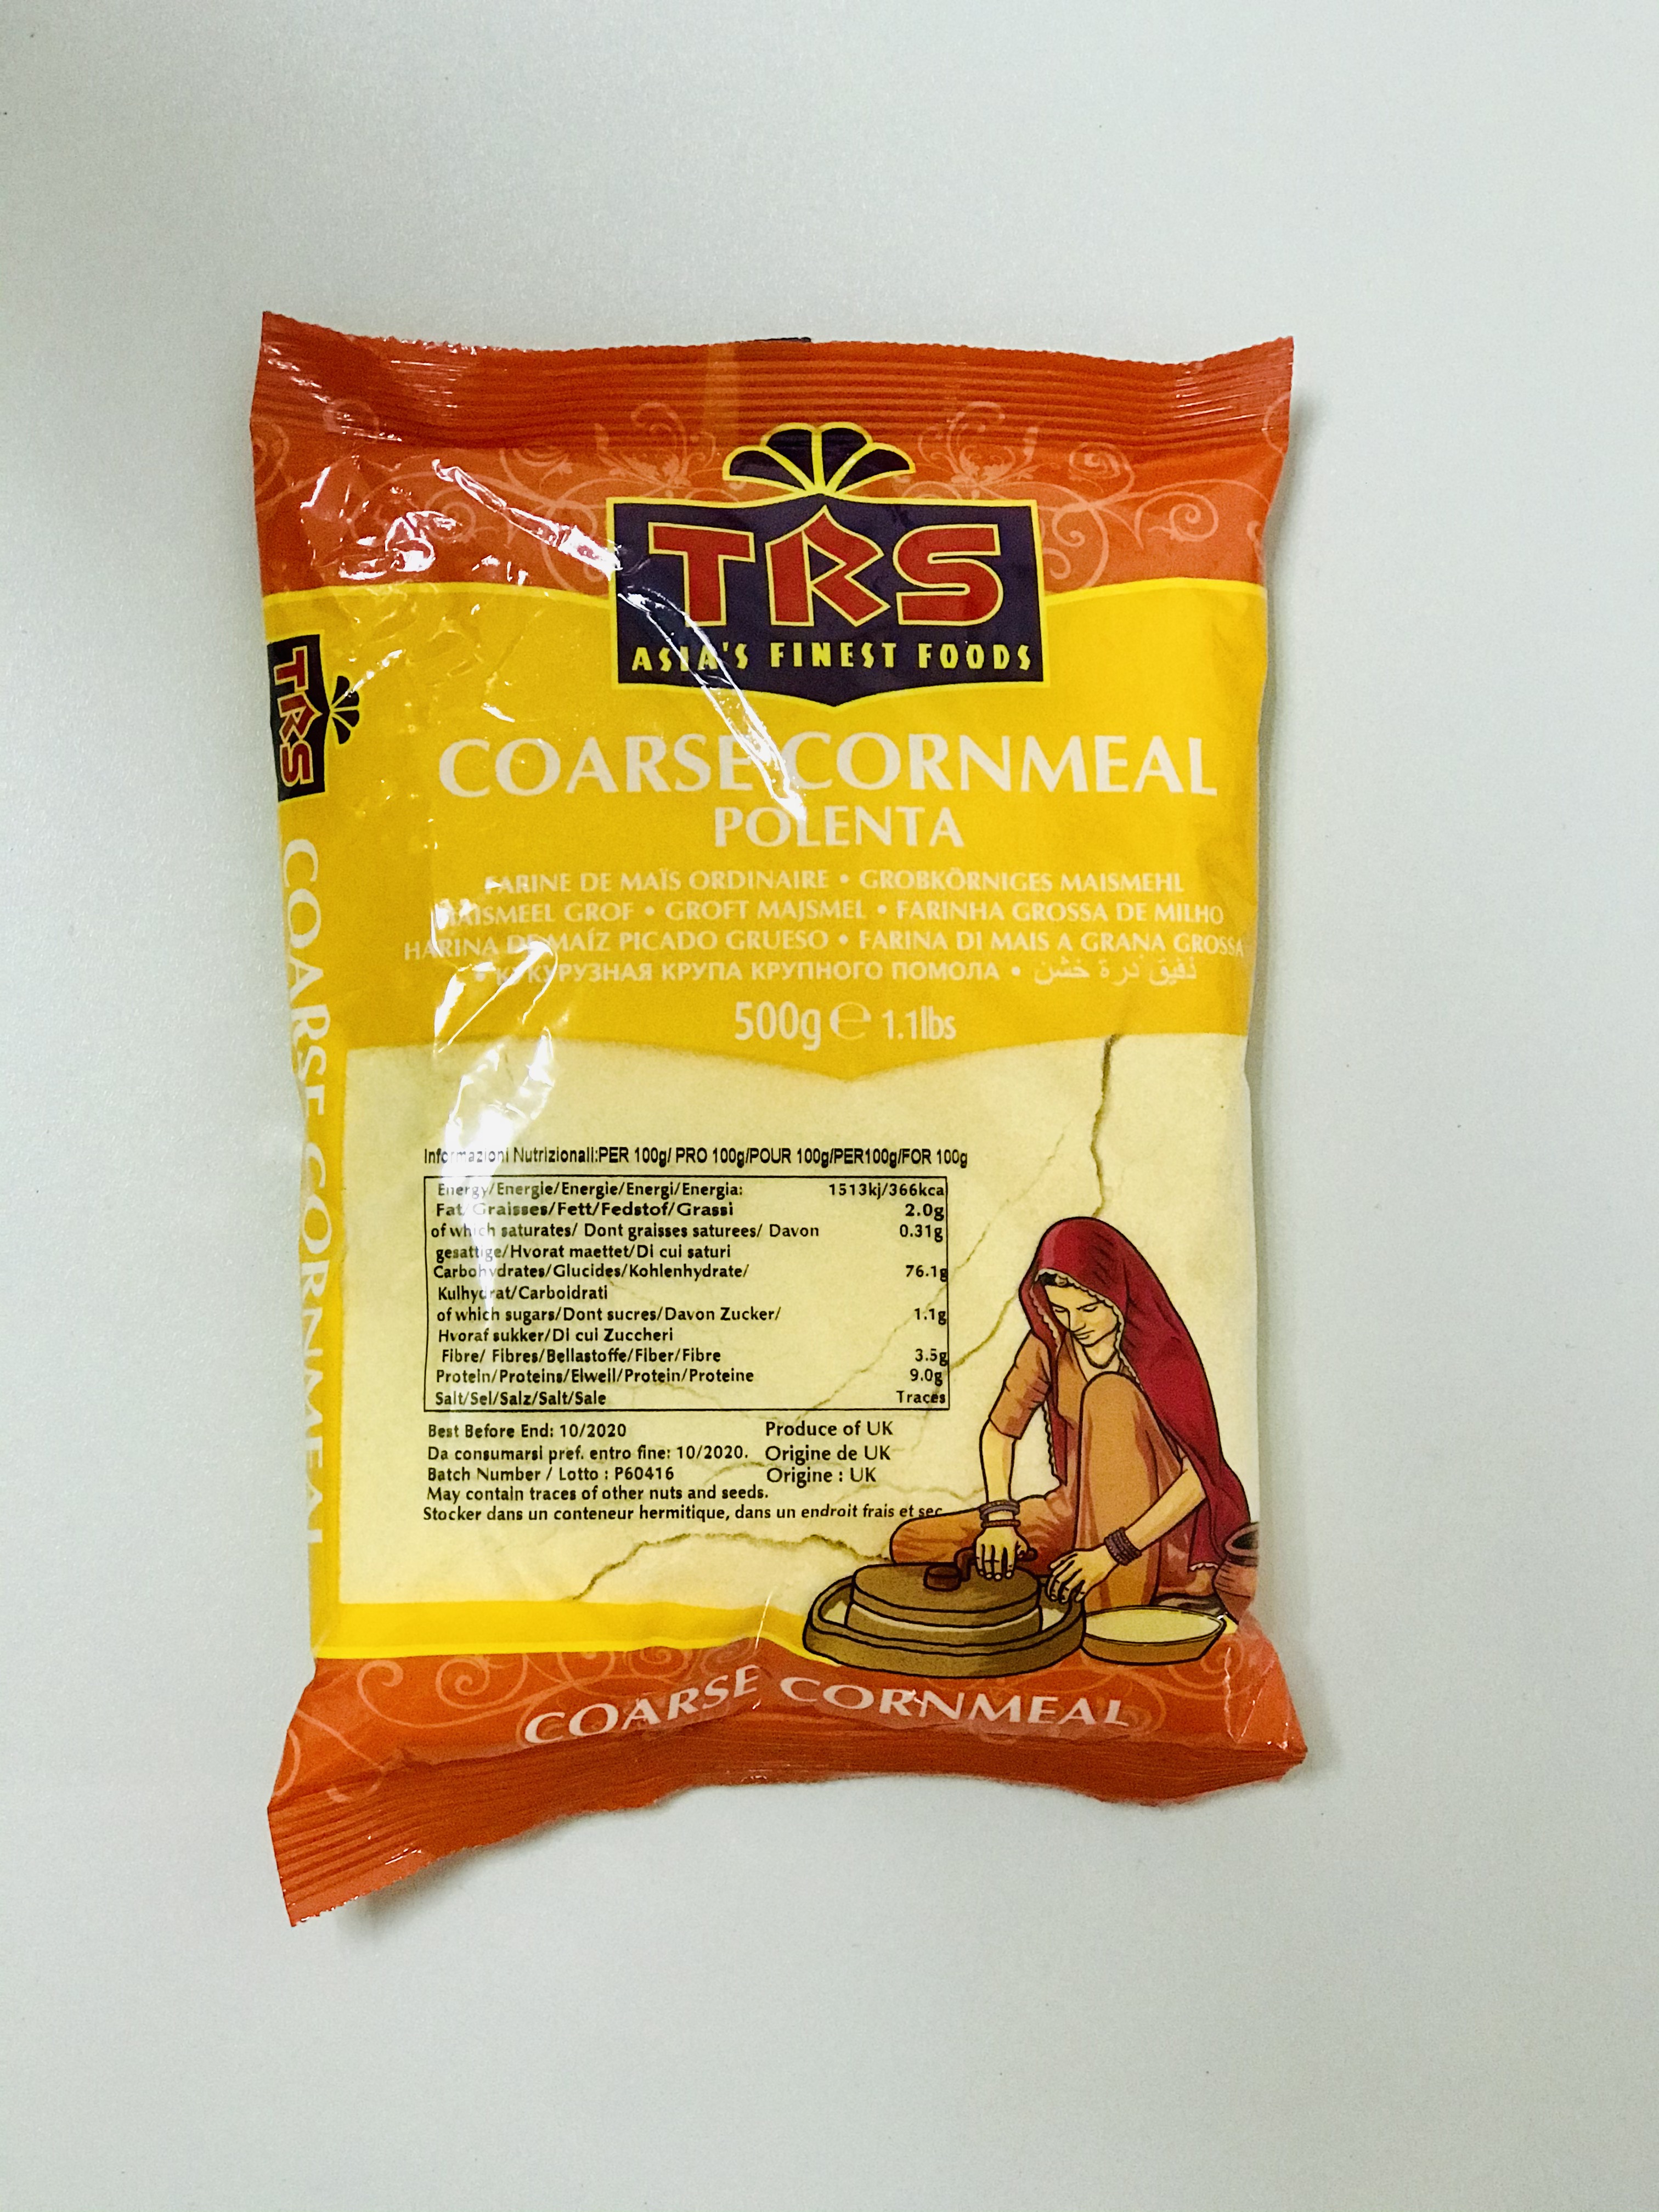 TRS
ASIA'S FINEST FOODS
TRS
COARSE CORNMEAL
COARSE CORNMEAL
POLENTA
FARINE DE MAÏS ORDINAIRE • GROBKÖRNIGES MAISMEHL
MAISMEEL GROF • GROFT MAJSMEL • FARINHA GROSSA DE MILHO
HARINA DE MAÍZ PICADO GRUESO • FARINA DI MAIS A GRANA GROSSA
• КУКУРУЗНАЯ КРУПА КРУПНОГО ПОМОЛА • دقيق ذرة خشن
500g ℮ 1.1lbs
Informazioni Nutrizionali:PER 100g/ PRO 100g/POUR 100g/PER100g/FOR 100g
Energy/Energie/Energie/Energi/Energia: 1513kj/366kcal
Fat/ Graisses/Fett/Fedstof/Grassi 2.0g
of which saturates/ Dont graisses saturees/ Davon 0.31g
gesattige/Hvorat maettet/Di cui saturi
Carbohydrates/Glucides/Kohlenhydrate/ 76.1g
Kulhydrat/Carboidrati
of which sugars/Dont sucres/Davon Zucker/ 1.1g
Hvoraf sukker/Di cui Zuccheri
Fibre/ Fibres/Bellastoffe/Fiber/Fibre 3.5g
Protein/Proteins/Elweil/Protein/Proteine 9.0g
Salt/Sel/Salz/Salt/Sale Traces
Best Before End: 10/2020 Produce of UK
Da consumarsi pref. entro fine: 10/2020. Origine de UK
Batch Number / Lotto : P60416 Origine : UK
May contain traces of other nuts and seeds.
Stocker dans un conteneur hermitique, dans un endroit frais et sec
COARSE CORNMEAL